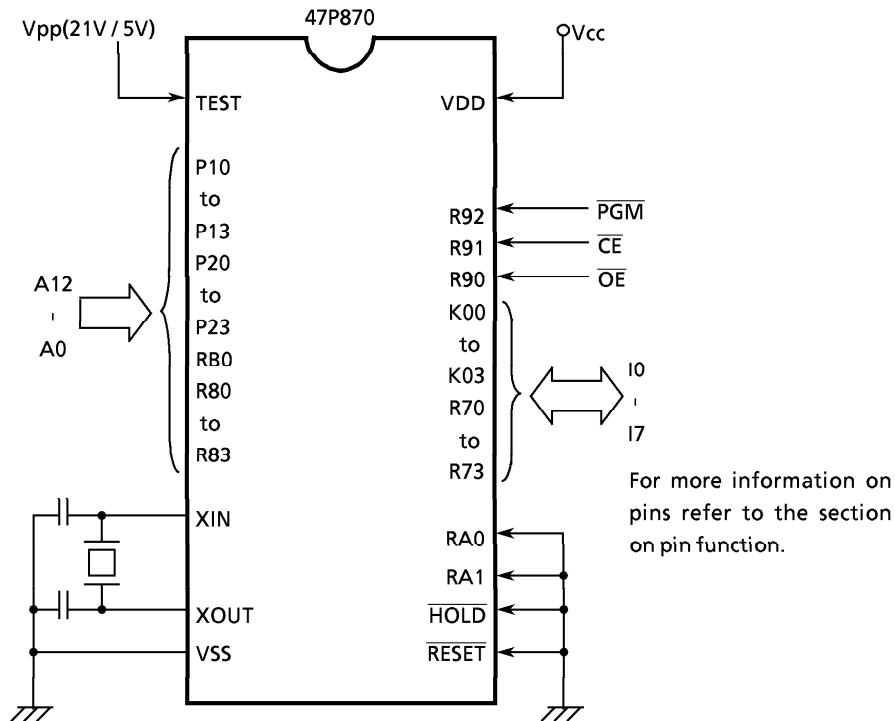 47P870
Vpp(21V / 5V)
Vcc
TEST
VDD
P10
to
P13
P20
to
P23
RB0
R80
to
R83
A12
-
A0
R92
R91
R90
PGM
CE
OE
K00
to
K03
R70
to
R73
I0
-
I7
For more information on
pins refer to the section
on pin function.
XIN
XOUT
VSS
RA0
RA1
HOLD
RESET